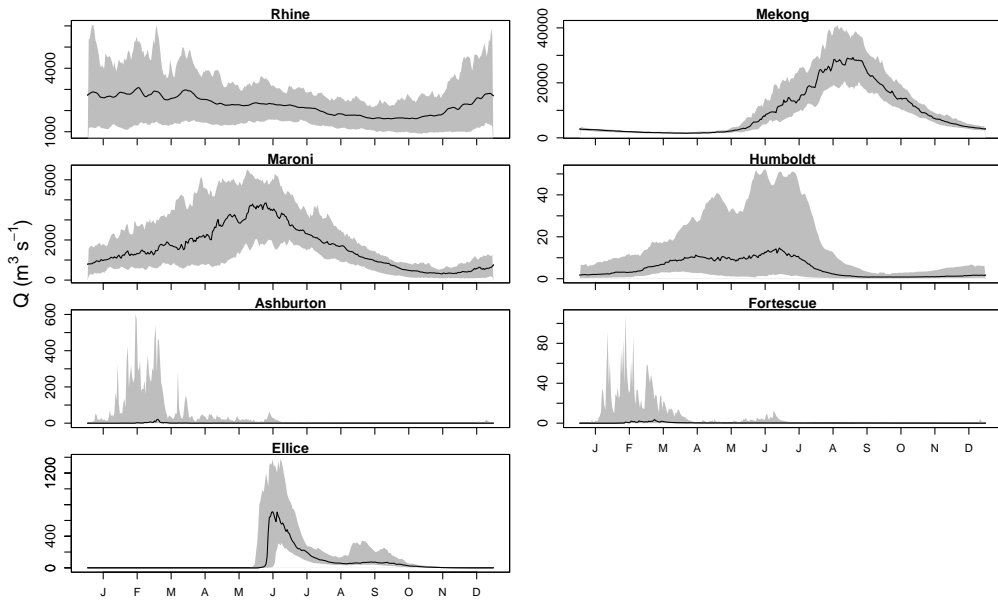 Rhine
1000
4000
Mekong
0
20000
40000
Maroni
0
2000
5000
Humboldt
0
20
40
Q (m³ s⁻¹)
Ashburton
0
200
400
600
Fortescue
0
40
80
J F M A M J J A S O N D
Ellice
0
400
1200
J F M A M J J A S O N D